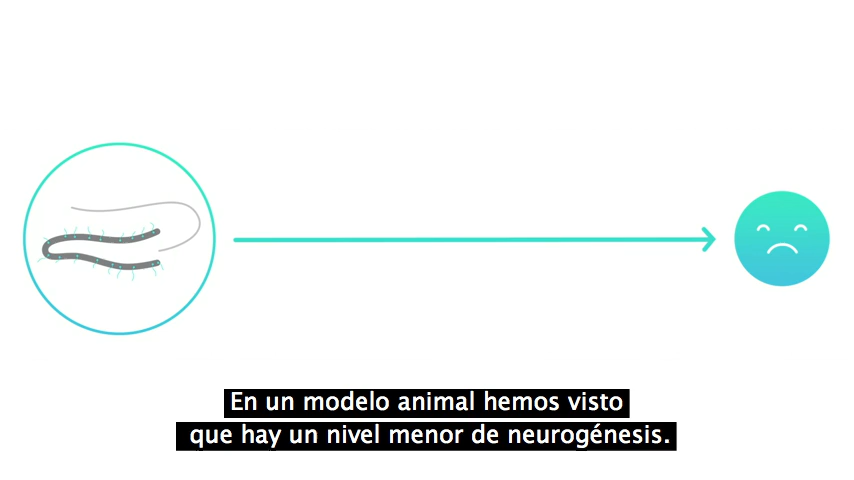 En un modelo animal hemos visto
que hay un nivel menor de neurogénesis.